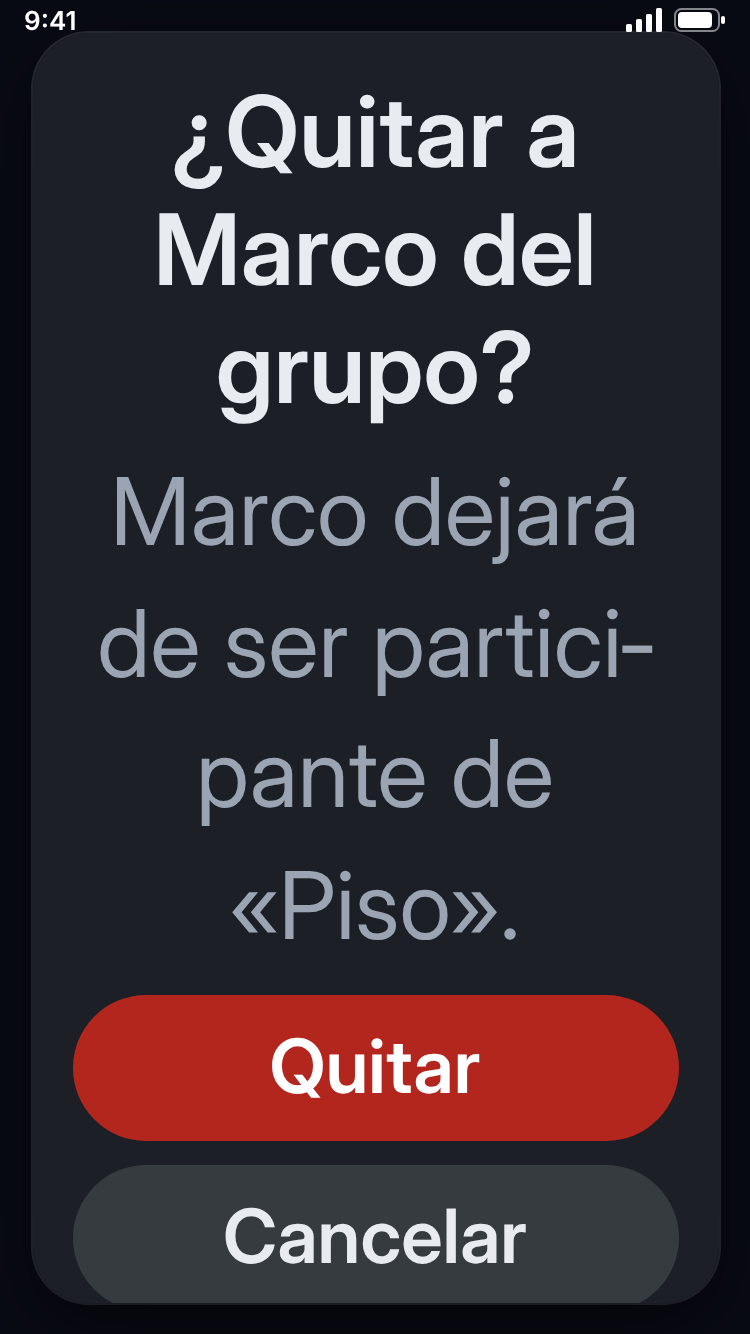 9:41
¿Quitar a
Marco del
grupo?
Marco dejará
de ser partici-
pante de
«Piso».
Quitar
Cancelar